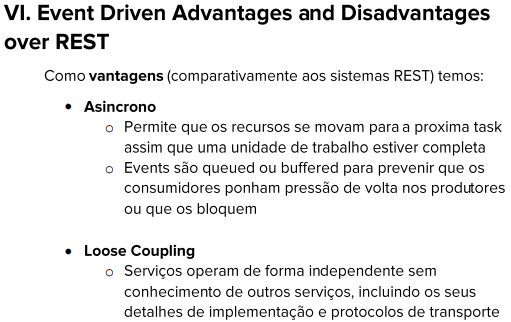 VI. Event Driven Advantages and Disadvantages
over REST
Como vantagens (comparativamente aos sistemas REST) temos:
• Asincrono
o Permite que os recursos se movam para a proxima task
assim que uma unidade de trabalho estiver completa
o Events são queued ou buffered para prevenir que os
consumidores ponham pressão de volta nos produtores
ou que os bloquem
• Loose Coupling
o Serviços operam de forma independente sem
conhecimento de outros serviços, incluindo os seus
detalhes de implementação e protocolos de transporte